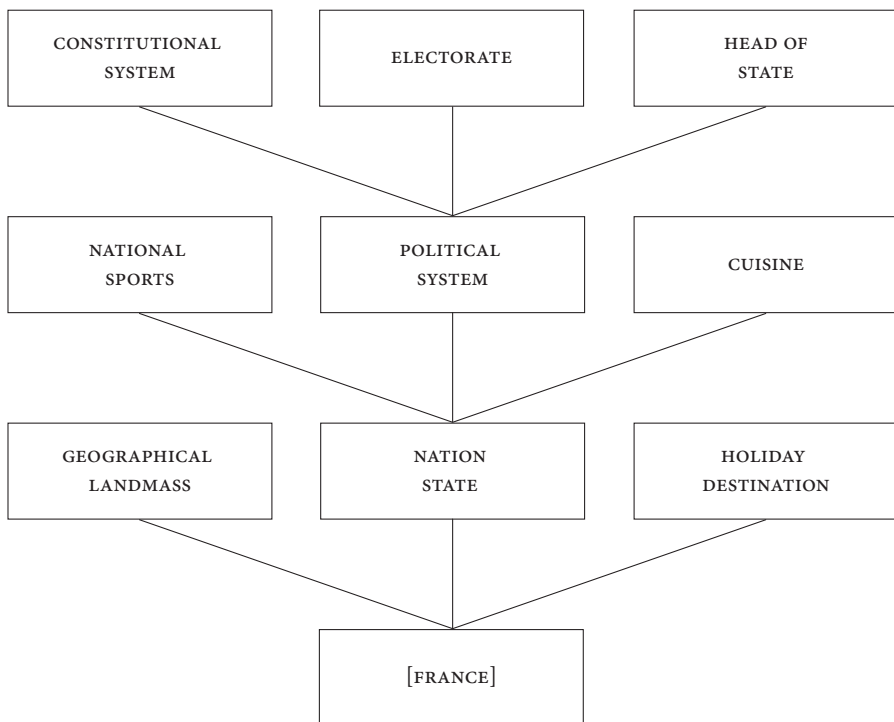 CONSTITUTIONAL
SYSTEM
ELECTORATE
HEAD OF
STATE
NATIONAL
SPORTS
POLITICAL
SYSTEM
CUISINE
GEOGRAPHICAL
LANDMASS
NATION
STATE
HOLIDAY
DESTINATION
[FRANCE]